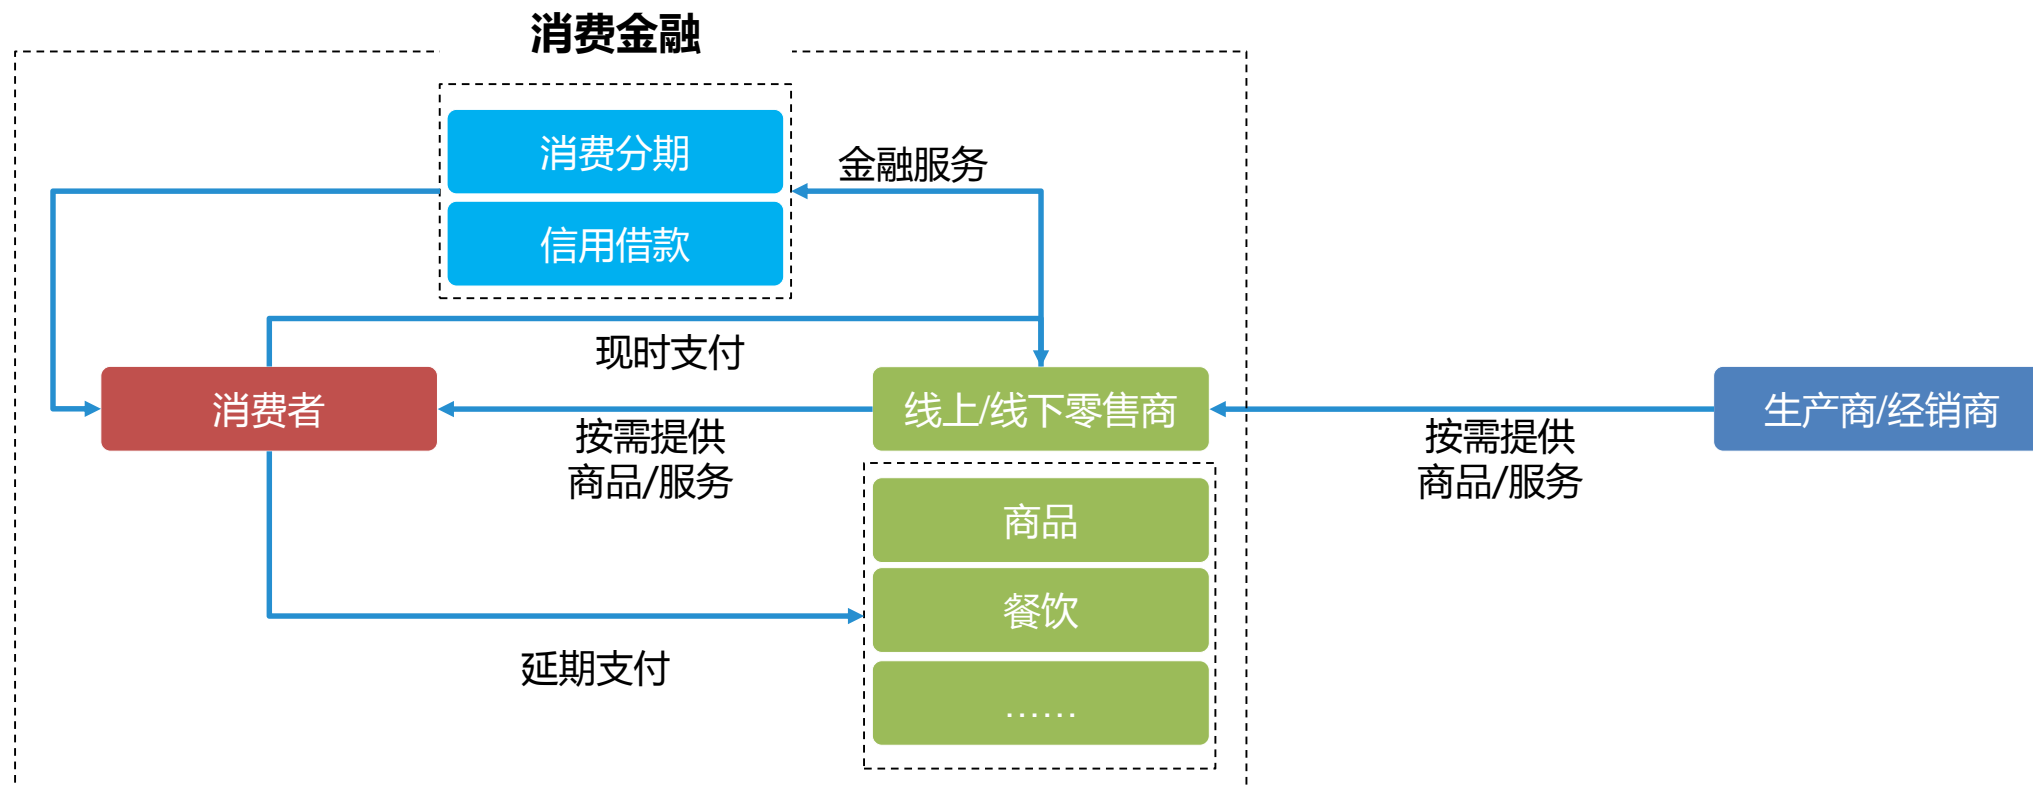 消费金融
消费分期
金融服务
信用借款
现时支付
消费者
线上/线下零售商
生产商/经销商
按需提供
商品/服务
按需提供
商品/服务
商品
餐饮
延期支付
……